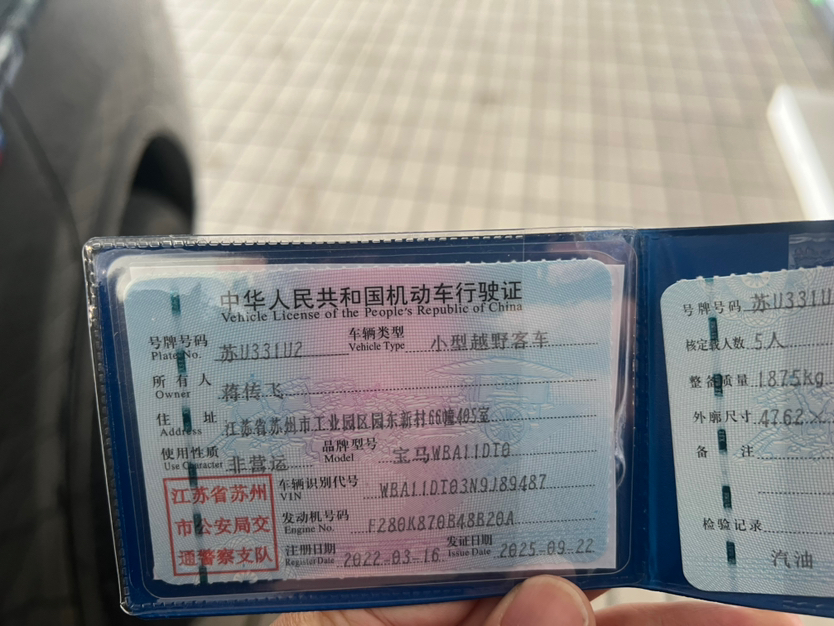 中华人民共和国机动车行驶证
Vehicle License of the People's Republic of China
号牌号码 Plate No. 苏U331U2 车辆类型 Vehicle Type 小型越野客车
所有人 Owner 蒋传飞
住址 Address 江苏省苏州市工业园区园东新村66幢405室
使用性质 Use Character 非营运 品牌型号 Model 宝马WBA11DT0
江苏省苏州
市公安局交
通警察支队
车辆识别代号 VIN WBA11DT03N9J89487
发动机号码 Engine No. F280K870B48B20A
注册日期 Register Date 2022-03-16 发证日期 Issue Date 2025-09-22
号牌号码 苏U331U
核定载人数 5人
整备质量 1875kg
外廓尺寸 4762×
备注
检验记录
汽油